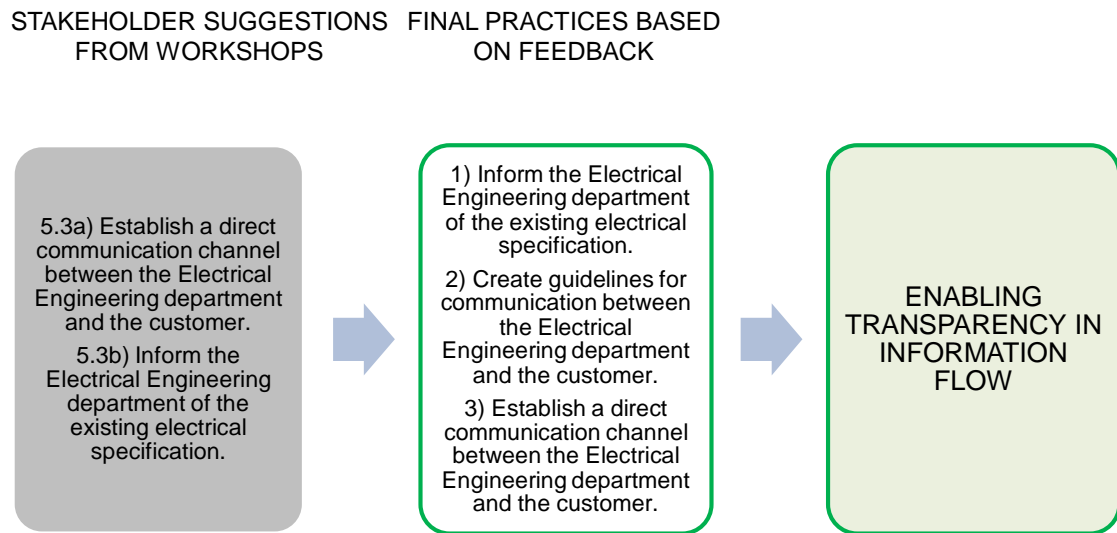 STAKEHOLDER SUGGESTIONS
FROM WORKSHOPS
FINAL PRACTICES BASED
ON FEEDBACK
5.3a) Establish a direct
communication channel
between the Electrical
Engineering department
and the customer.
5.3b) Inform the
Electrical Engineering
department of the
existing electrical
specification.
1) Inform the Electrical
Engineering department
of the existing electrical
specification.
2) Create guidelines for
communication between
the Electrical
Engineering department
and the customer.
3) Establish a direct
communication channel
between the Electrical
Engineering department
and the customer.
ENABLING
TRANSPARENCY IN
INFORMATION
FLOW